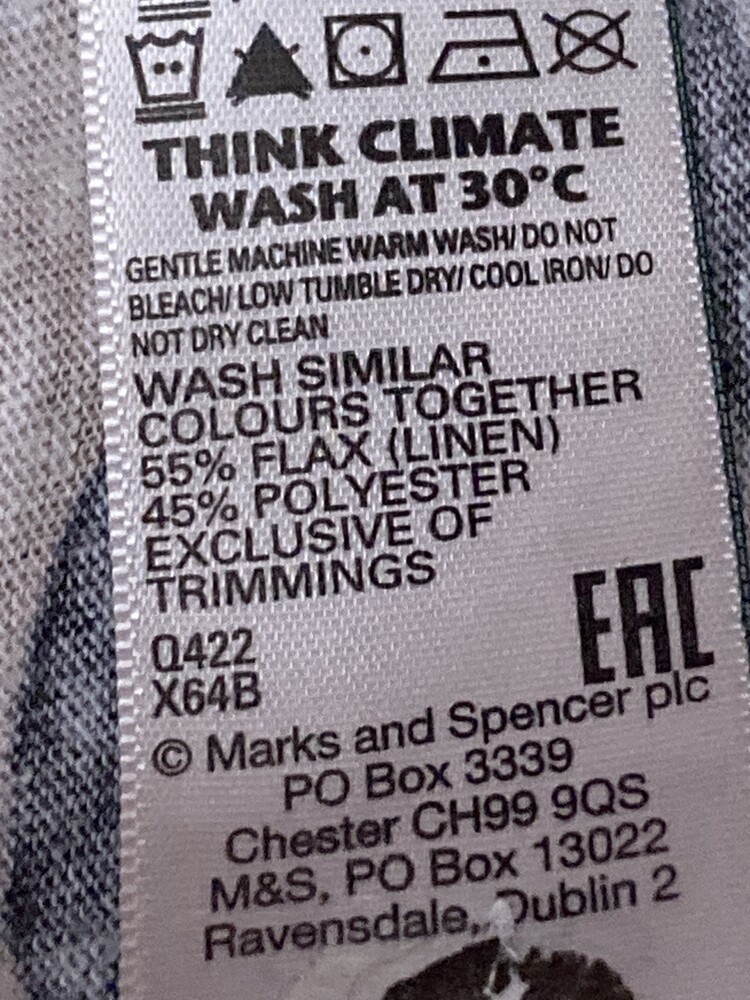 THINK CLIMATE
WASH AT 30°C
GENTLE MACHINE WARM WASH/ DO NOT
BLEACH/ LOW TUMBLE DRY/ COOL IRON/ DO
NOT DRY CLEAN
WASH SIMILAR
COLOURS TOGETHER
55% FLAX (LINEN)
45% POLYESTER
EXCLUSIVE OF
TRIMMINGS
Q422
X64B
EAC
© Marks and Spencer plc
PO Box 3339
Chester CH99 9QS
M&S, PO Box 13022
Ravensdale, Dublin 2